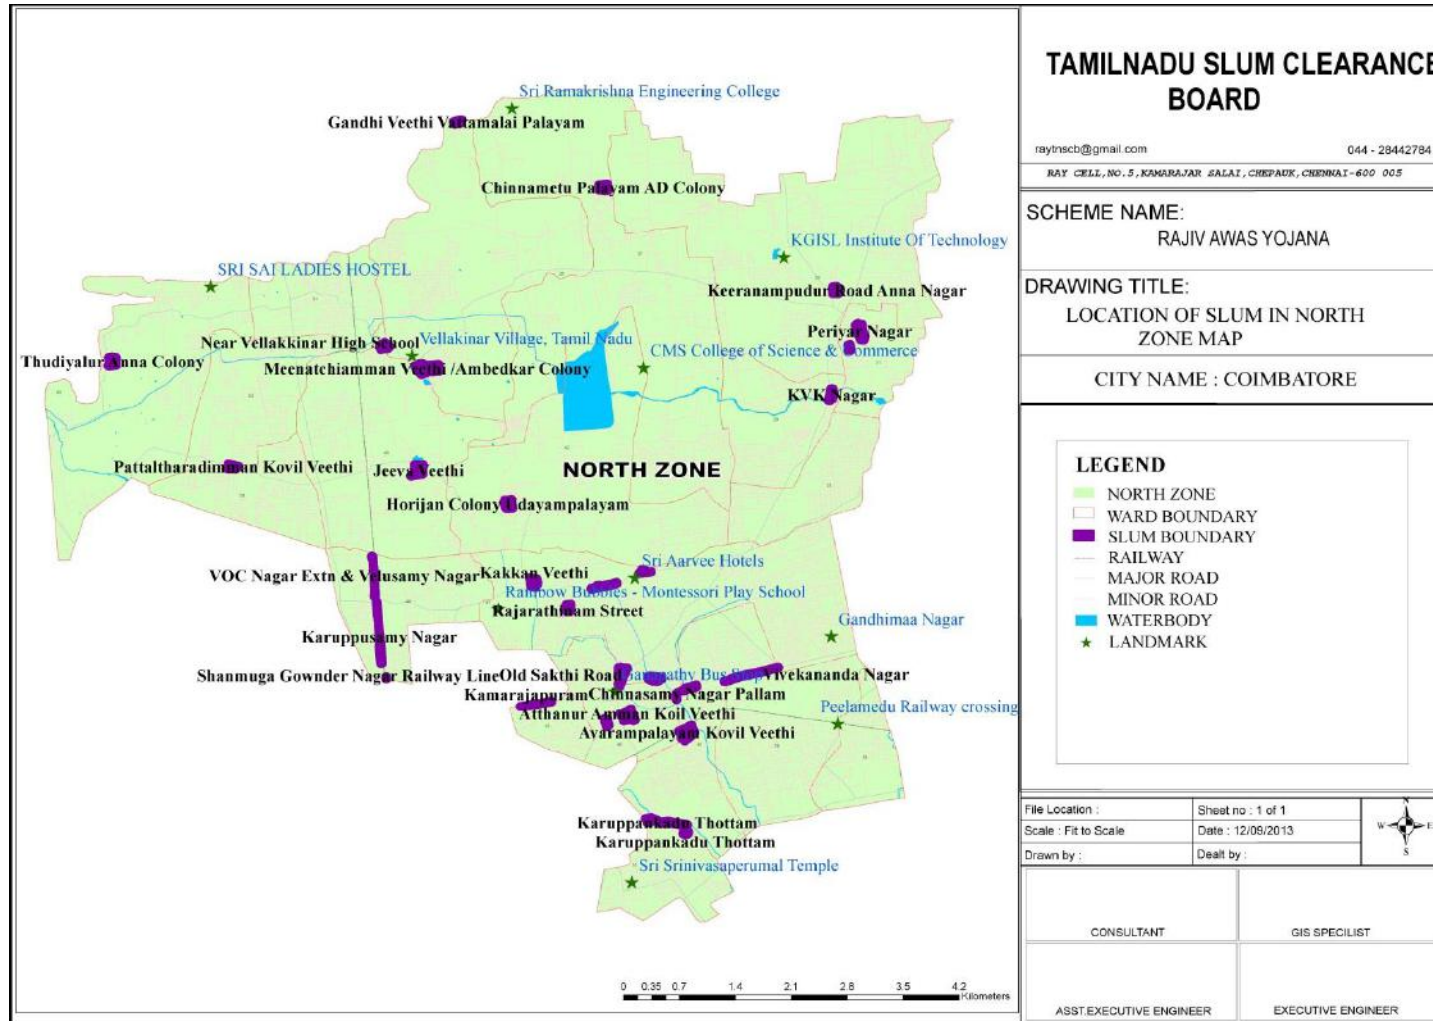 Sri Ramakrishna Engineering College
Gandhi Veethi Vattamalai Palayam
Chinnametu Palayam AD Colony
KGISL Institute Of Technology
SRI SAI LADIES HOSTEL
Keeranampudur Road Anna Nagar
Periyar Nagar
Near Vellakkinar High School
Vellakinar Village, Tamil Nadu
CMS College of Science & Commerce
Thudiyalur Anna Colony
Meenatchiamman Veethi /Ambedkar Colony
KVK Nagar
Pattaltharadimman Kovil Veethi
Jeeva Veethi
NORTH ZONE
Horijan Colony Udayampalayam
Sri Aarvee Hotels
VOC Nagar Extn & Velusamy Nagar
Kakkan Veethi
Rainbow Bubbles - Montessori Play School
Rajarathinam Street
Gandhimaa Nagar
Karuppusamy Nagar
Shanmuga Gownder Nagar Railway Line
Old Sakthi Road
Vivekananda Nagar
Kamarajapuram
Chinnasamy Nagar Pallam
Atthanur Amman Koil Veethi
Peelamedu Railway crossing
Avarampalayam Kovil Veethi
Karuppankadu Thottam
Karuppankadu Thottam
Sri Srinivasaperumal Temple
0 0.35 0.7 1.4 2.1 2.8 3.5 4.2
Kilometers
TAMILNADU SLUM CLEARANCE
BOARD
raytnscb@gmail.com 044 - 28442784
RAY CELL,NO.5,KAMARAJAR SALAI,CHEPAUK,CHENNAI-600 005
SCHEME NAME:
RAJIV AWAS YOJANA
DRAWING TITLE:
LOCATION OF SLUM IN NORTH
ZONE MAP
CITY NAME : COIMBATORE
LEGEND
NORTH ZONE
WARD BOUNDARY
SLUM BOUNDARY
RAILWAY
MAJOR ROAD
MINOR ROAD
WATERBODY
LANDMARK
File Location : Sheet no : 1 of 1
Scale : Fit to Scale Date : 12/09/2013
Drawn by : Dealt by :
N
W E
S
CONSULTANT GIS SPECILIST
ASST.EXECUTIVE ENGINEER EXECUTIVE ENGINEER